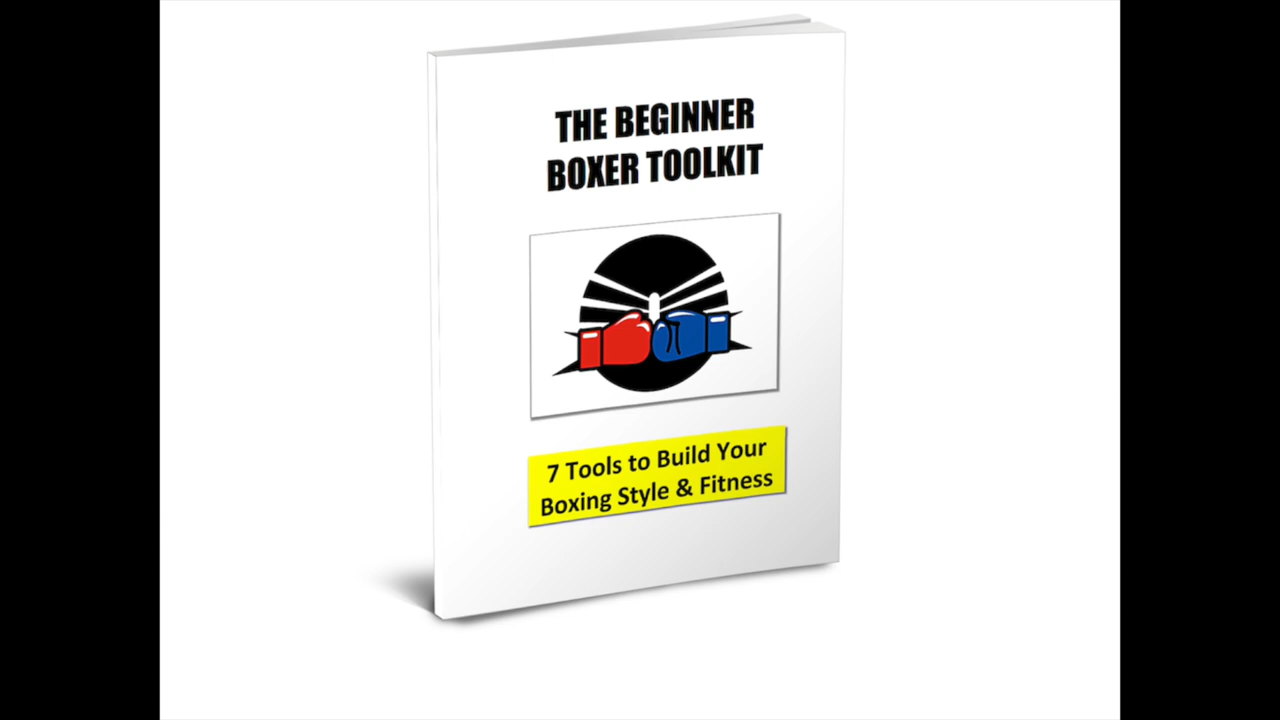 THE BEGINNER
BOXER TOOLKIT
7 Tools to Build Your
Boxing Style & Fitness